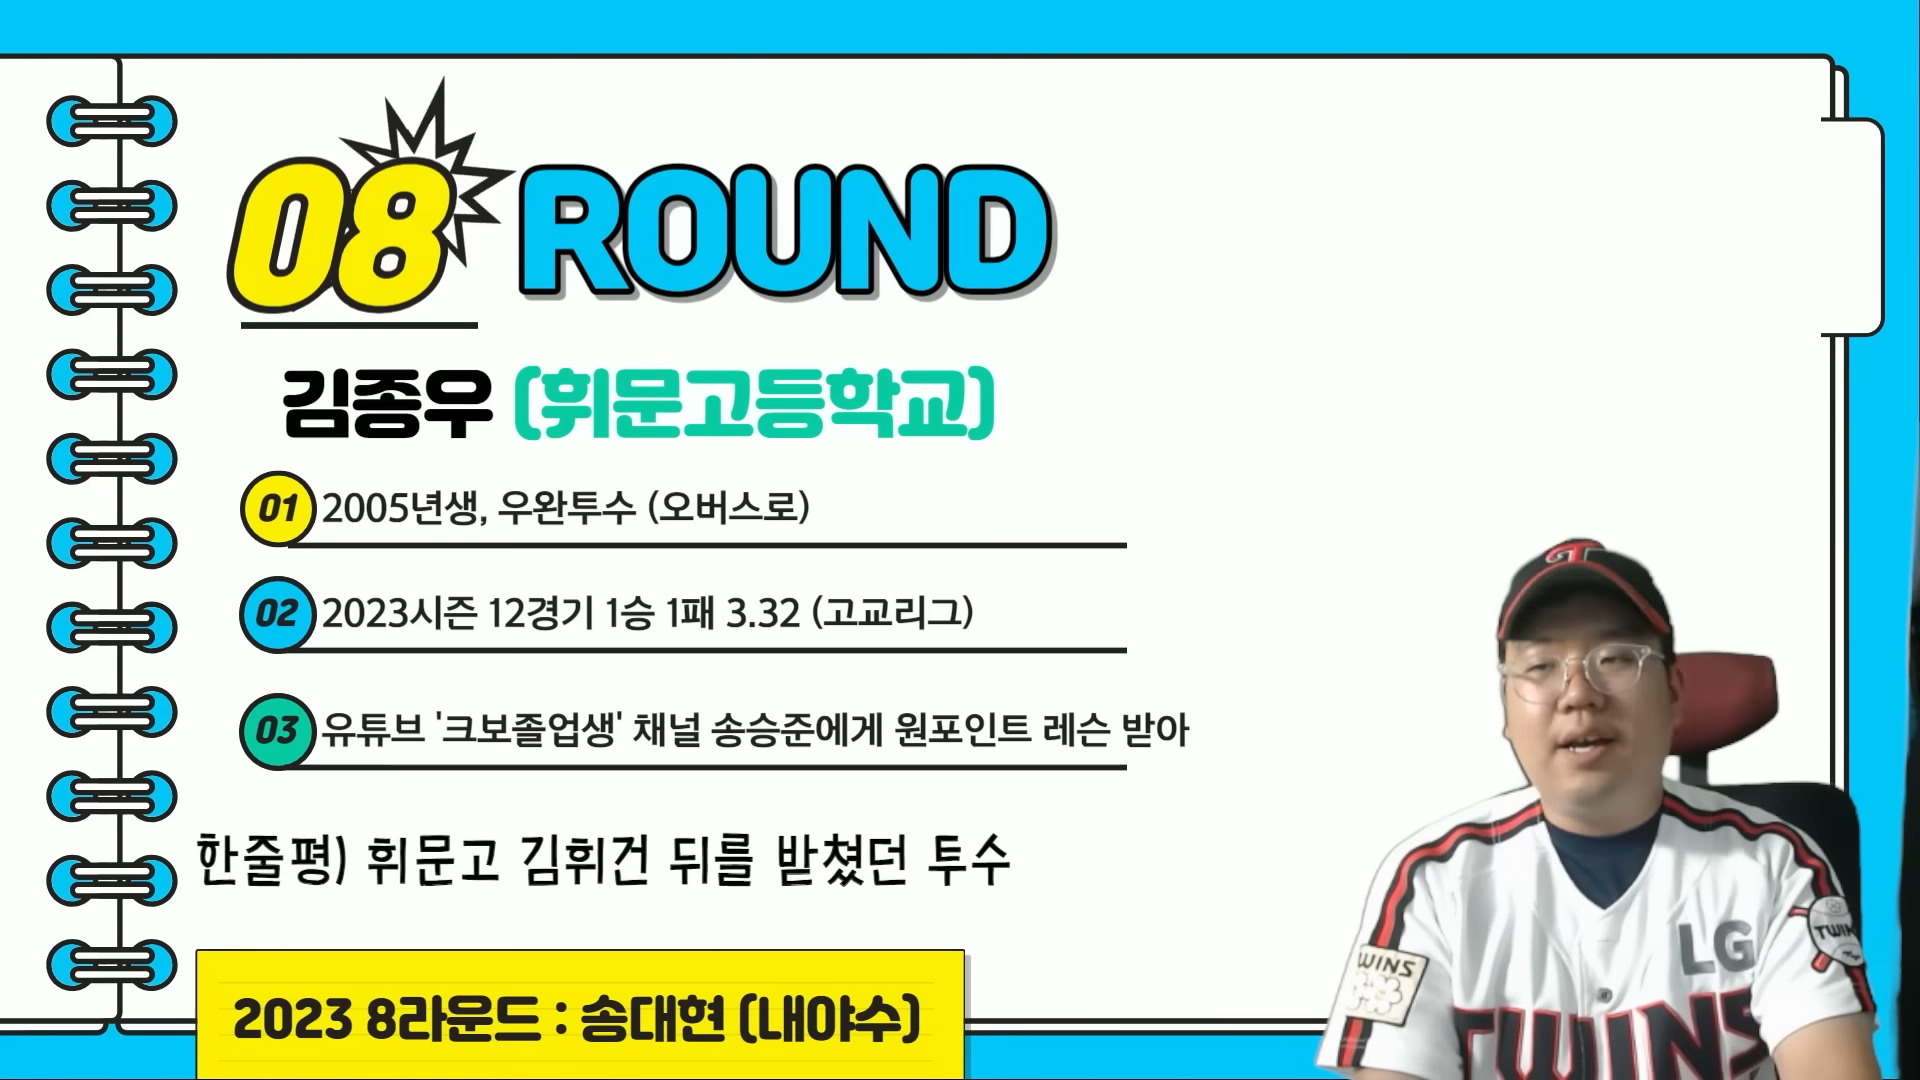 08 ROUND
김종우 (휘문고등학교)
01 2005년생, 우완투수 (오버스로)
02 2023시즌 12경기 1승 1패 3.32 (고교리그)
03 유튜브 '크보졸업생' 채널 송승준에게 원포인트 레슨 받아
한줄평) 휘문고 김휘건 뒤를 받쳤던 투수
2023 8라운드 : 송대현 (내야수)
T
LG
TWINS
WINS
TWIN